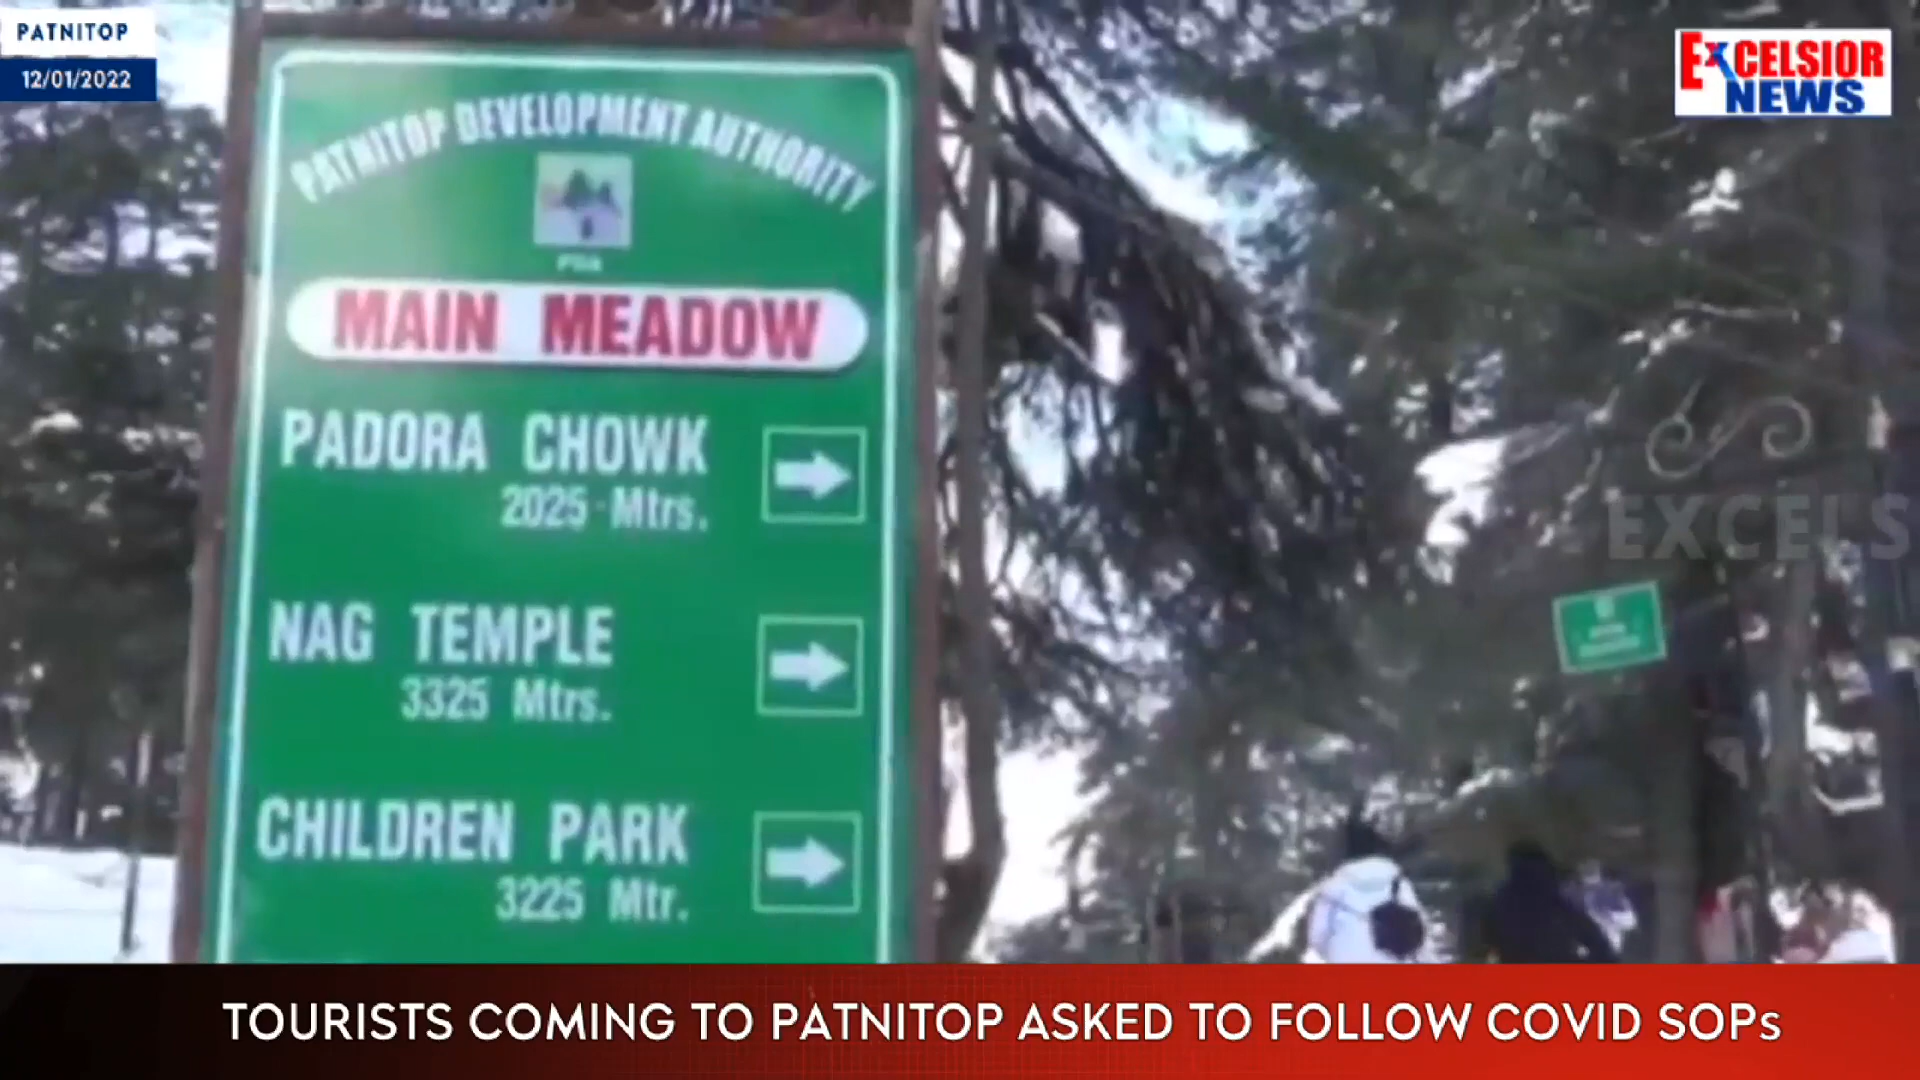 PATNITOP
12/01/2022
EXCELSIOR
NEWS
PATNITOP DEVELOPMENT AUTHORITY
PDA
MAIN MEADOW
PADORA CHOWK
2025 Mtrs.
NAG TEMPLE
3325 Mtrs.
CHILDREN PARK
3225 Mtr.
EXCELS
TOURISTS COMING TO PATNITOP ASKED TO FOLLOW COVID SOPs